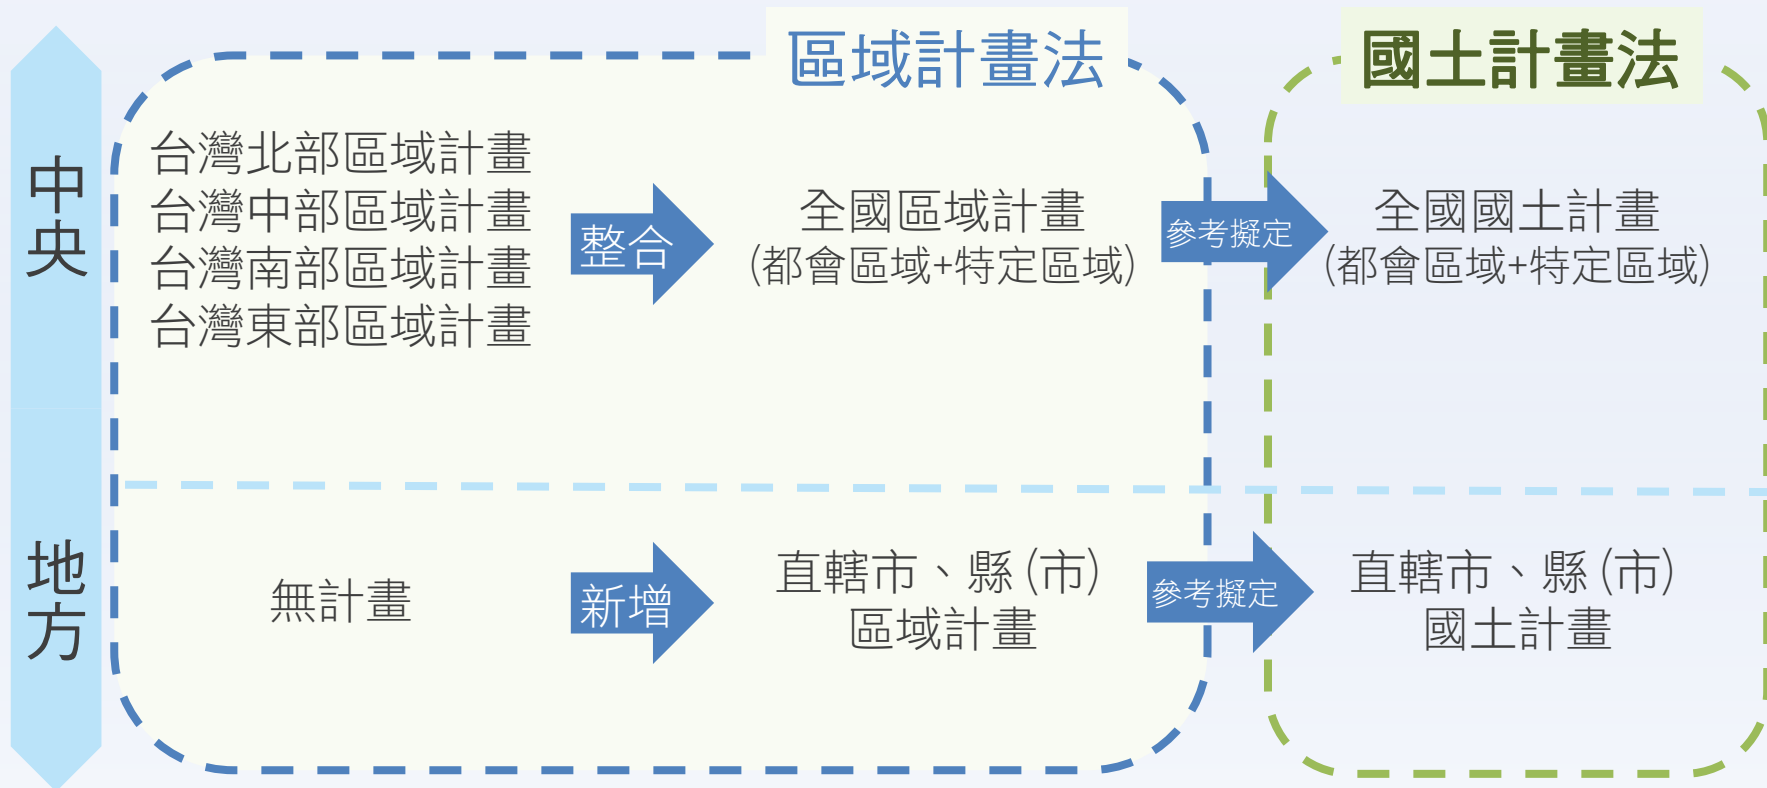 區域計畫法
國土計畫法
中央
台灣北部區域計畫
台灣中部區域計畫
台灣南部區域計畫
台灣東部區域計畫
整合
全國區域計畫
(都會區域+特定區域)
參考擬定
全國國土計畫
(都會區域+特定區域)
地方
無計畫
新增
直轄市、縣(市)
區域計畫
參考擬定
直轄市、縣(市)
國土計畫